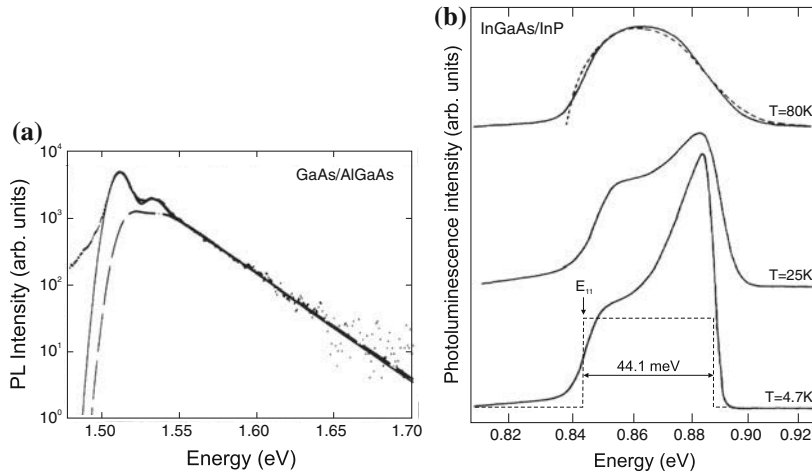 (a)
GaAs/AlGaAs
PL Intensity (arb. units)
10⁴
10³
10²
10¹
10⁰
1.50 1.55 1.60 1.65 1.70
Energy (eV)
(b)
InGaAs/InP
Photoluminescence intensity (arb. units)
T=80K
T=25K
E₁₁
44.1 meV
T=4.7K
0.82 0.84 0.86 0.88 0.90 0.92
Energy (eV)